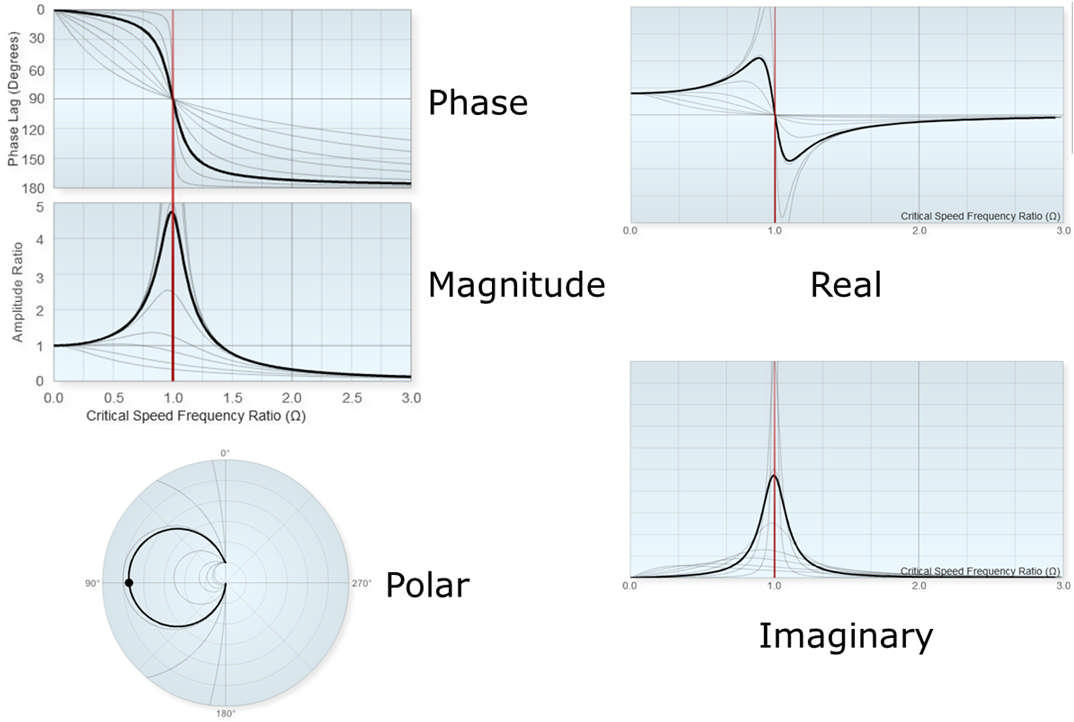 Phase Lag (Degrees)
0
30
60
90
120
150
180
Phase
Amplitude Ratio
5
4
3
2
1
0
0.0 0.5 1.0 1.5 2.0 2.5 3.0
Critical Speed Frequency Ratio (Ω)
Magnitude
0°
90°
270°
180°
Polar
Critical Speed Frequency Ratio (Ω)
0.0 1.0 2.0 3.0
Real
Critical Speed Frequency Ratio (Ω)
0.0 1.0 2.0 3.0
Imaginary